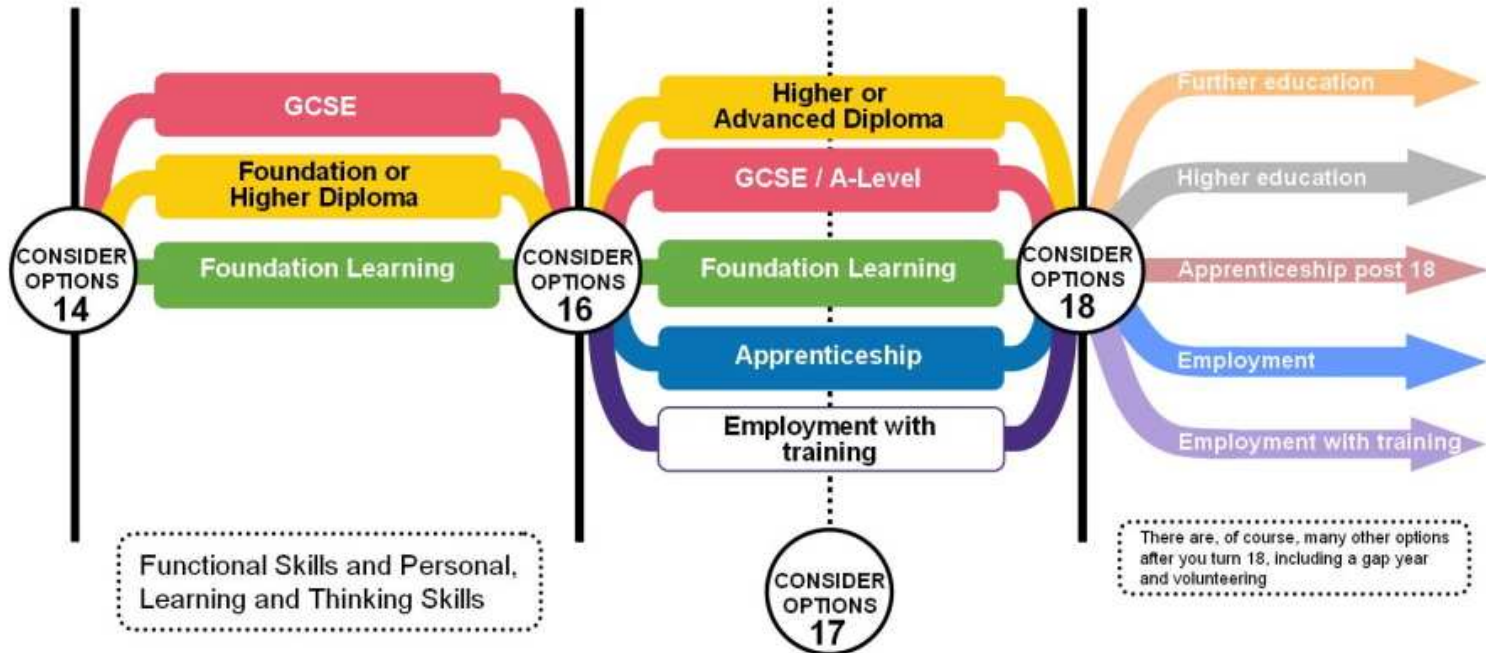 GCSE
Foundation or
Higher Diploma
CONSIDER
OPTIONS
14
Foundation Learning
CONSIDER
OPTIONS
16
Higher or
Advanced Diploma
GCSE / A-Level
Foundation Learning
Apprenticeship
Employment with
training
CONSIDER
OPTIONS
17
CONSIDER
OPTIONS
18
Further education
Higher education
Apprenticeship post 18
Employment
Employment with training
Functional Skills and Personal,
Learning and Thinking Skills
There are, of course, many other options
after you turn 18, including a gap year
and volunteering